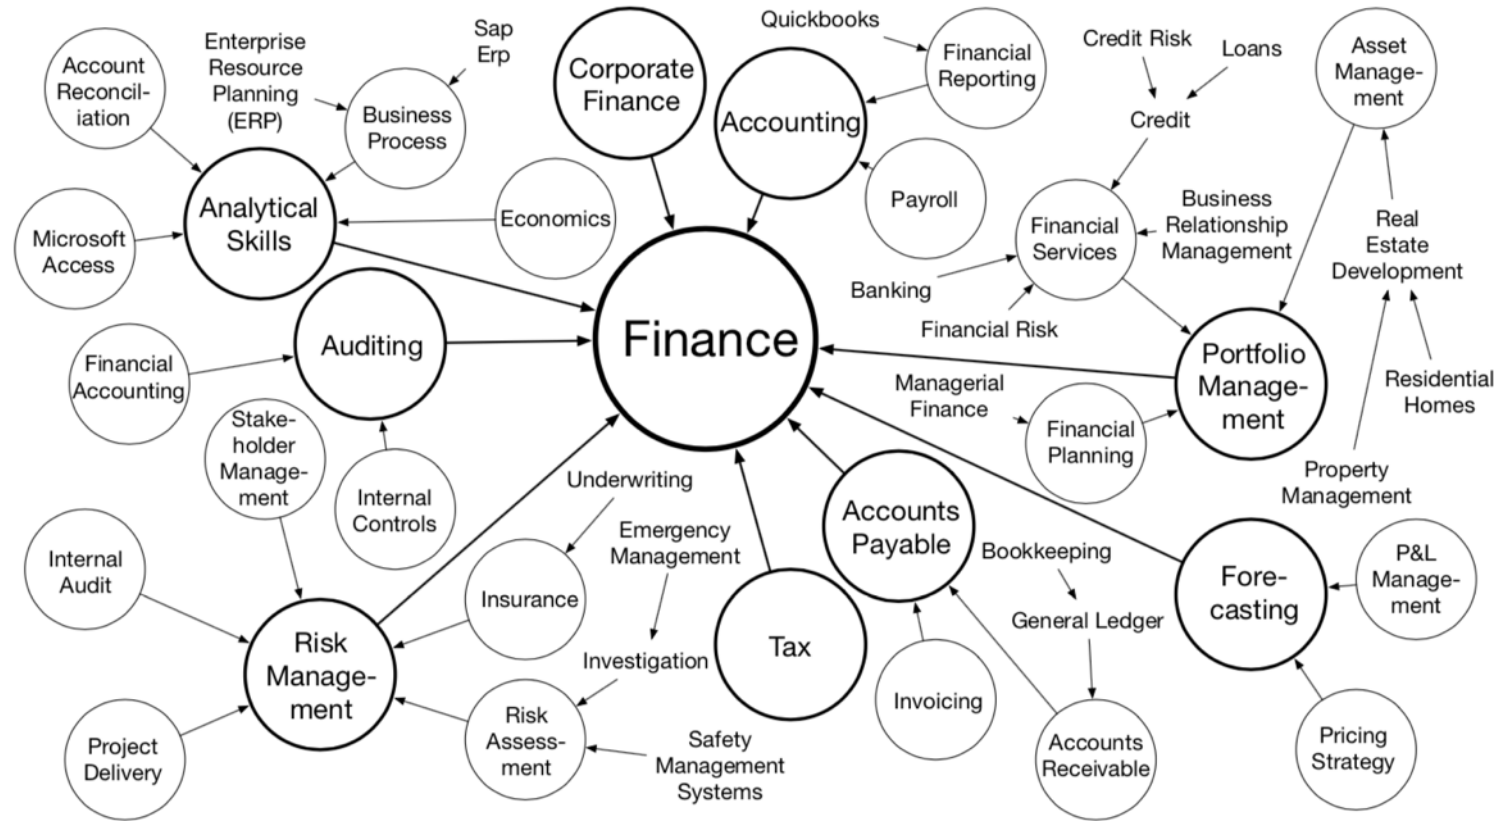 Account
Reconcil-
iation
Enterprise
Resource
Planning
(ERP)
Sap
Erp
Business
Process
Corporate
Finance
Quickbooks
Accounting
Financial
Reporting
Payroll
Credit Risk
Loans
Credit
Asset
Manage-
ment
Microsoft
Access
Analytical
Skills
Economics
Financial
Services
Business
Relationship
Management
Real
Estate
Development
Banking
Financial Risk
Financial
Accounting
Auditing
Finance
Portfolio
Manage-
ment
Managerial
Finance
Financial
Planning
Residential
Homes
Property
Management
Stake-
holder
Manage-
ment
Internal
Controls
Underwriting
Emergency
Management
Accounts
Payable
Bookkeeping
General Ledger
Fore-
casting
P&L
Manage-
ment
Internal
Audit
Insurance
Investigation
Risk
Manage-
ment
Tax
Invoicing
Project
Delivery
Risk
Assess-
ment
Safety
Management
Systems
Accounts
Receivable
Pricing
Strategy